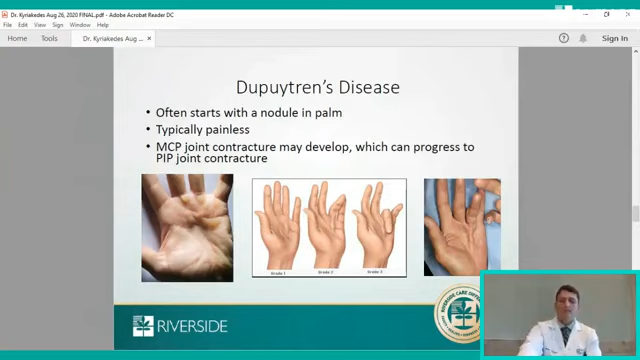 Dr. Kyriakedes Aug 26, 2020 FINAL.pdf - Adobe Acrobat Reader DC
File Edit View Sign Window Help
Home Tools Dr. Kyriakedes Aug ... × Sign In
Dupuytren's Disease
• Often starts with a nodule in palm
• Typically painless
• MCP joint contracture may develop, which can progress to
PIP joint contracture
Grade 1 Grade 2 Grade 3
RIVERSIDE